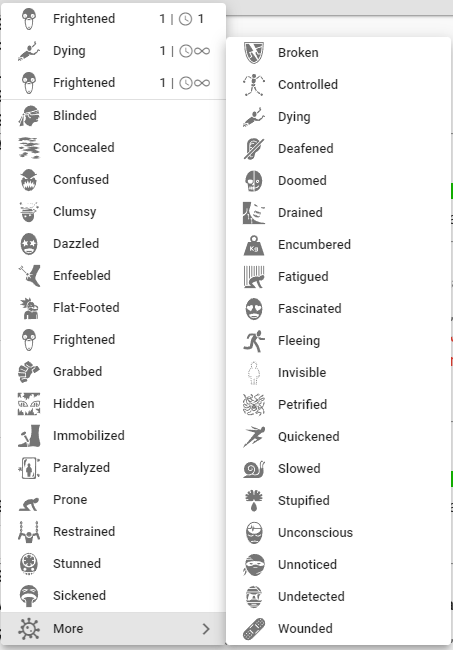 Frightened 1 | 1
Dying 1 | ∞
Frightened 1 | ∞
Blinded
Concealed
Confused
Clumsy
Dazzled
Enfeebled
Flat-Footed
Frightened
Grabbed
Hidden
Immobilized
Paralyzed
Prone
Restrained
Stunned
Sickened
More
Broken
Controlled
Dying
Deafened
Doomed
Drained
Kg
Encumbered
Fatigued
Fascinated
Fleeing
Invisible
Petrified
Quickened
Slowed
Stupified
Unconscious
Unnoticed
Undetected
Wounded